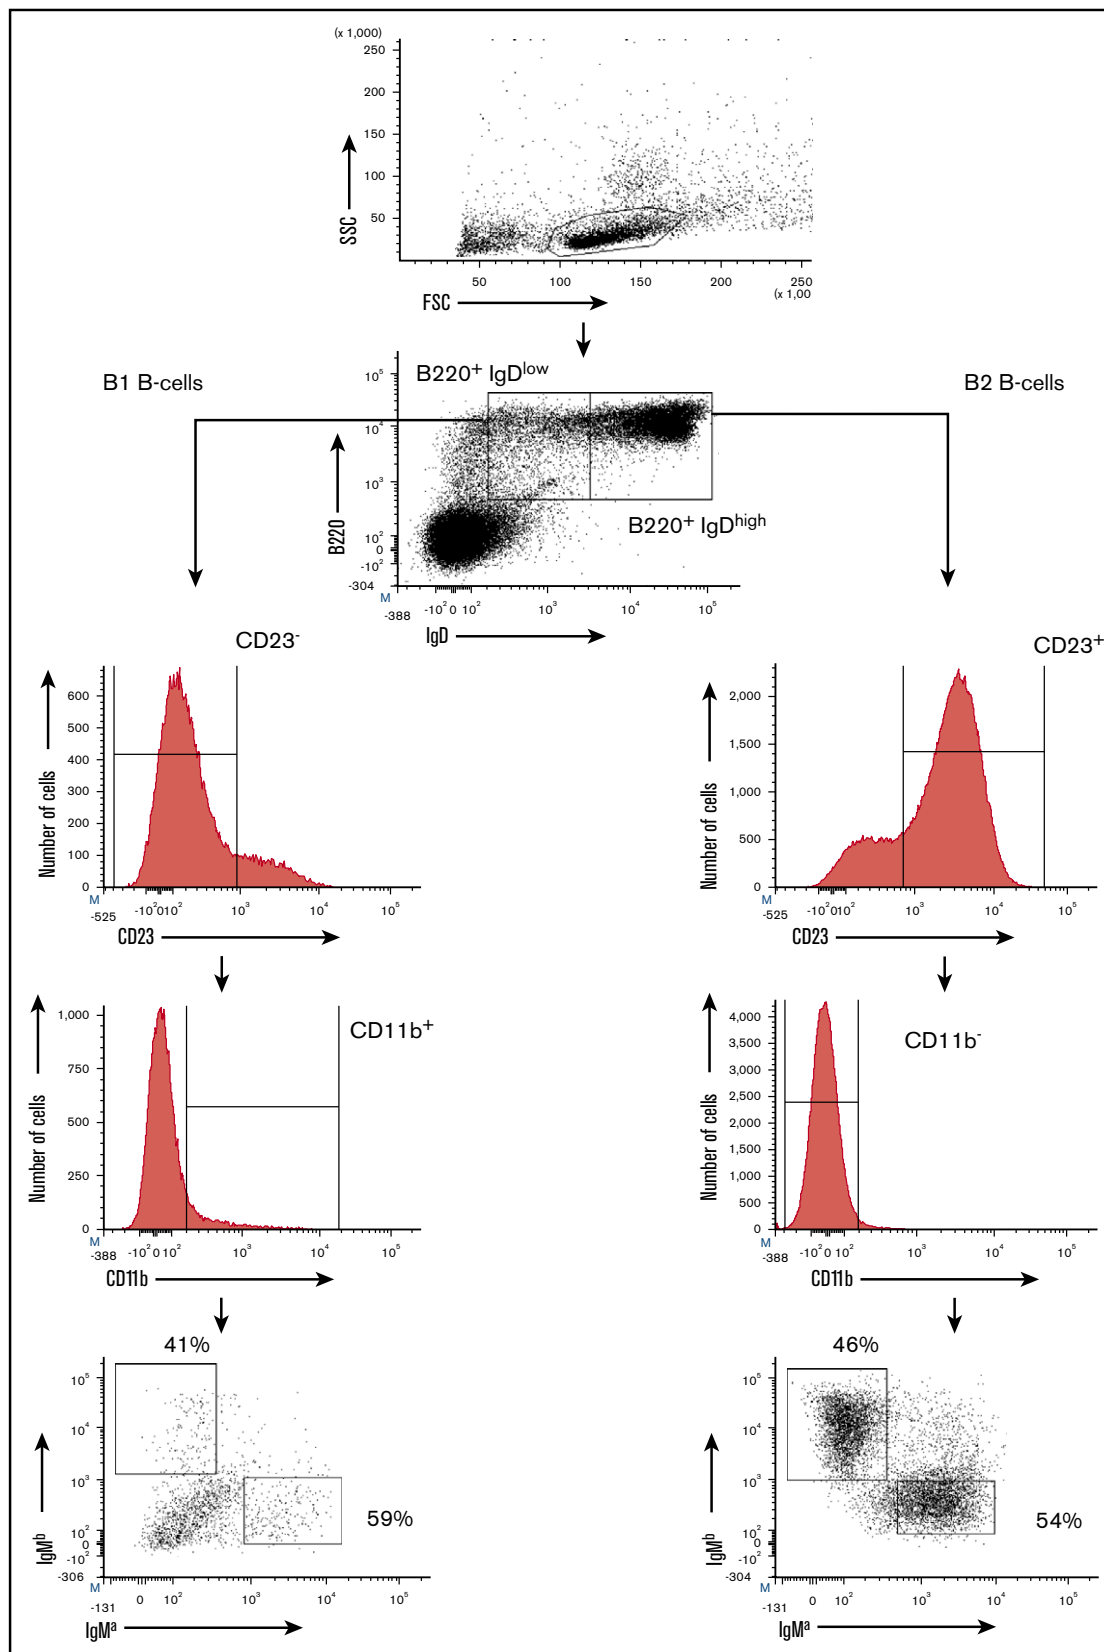 (x 1,000)
250
200
150
100
50
SSC
50 100 150 200 250
(x 1,00
FSC
B1 B-cells
B2 B-cells
B220⁺ IgD^low
10⁵
10⁴
10³
10²
0
-10²
-304
B220
B220⁺ IgD^high
M
-388 -10² 0 10² 10³ 10⁴ 10⁵
IgD
CD23⁻
600
500
400
300
200
100
0
Number of cells
M
-525 -10²010² 10³ 10⁴ 10⁵
CD23
CD23⁺
2,000
1,500
1,000
500
0
Number of cells
M
-525 -10²010² 10³ 10⁴ 10⁵
CD23
CD11b⁺
1,000
750
500
250
0
Number of cells
M
-388 -10² 0 10² 10³ 10⁴ 10⁵
CD11b
CD11b⁻
4,000
3,500
3,000
2,500
2,000
1,500
1,000
500
0
Number of cells
M
-388 -10² 0 10² 10³ 10⁴ 10⁵
CD11b
41%
10⁵
10⁴
10³
10²
0
-10²
-306
IgMᵇ
59%
M
-131 0 10² 10³ 10⁴ 10⁵
IgMᵃ
46%
10⁵
10⁴
10³
10²
0
-10²
-304
IgMᵇ
54%
M
-131 0 10² 10³ 10⁴ 10⁵
IgMᵃ